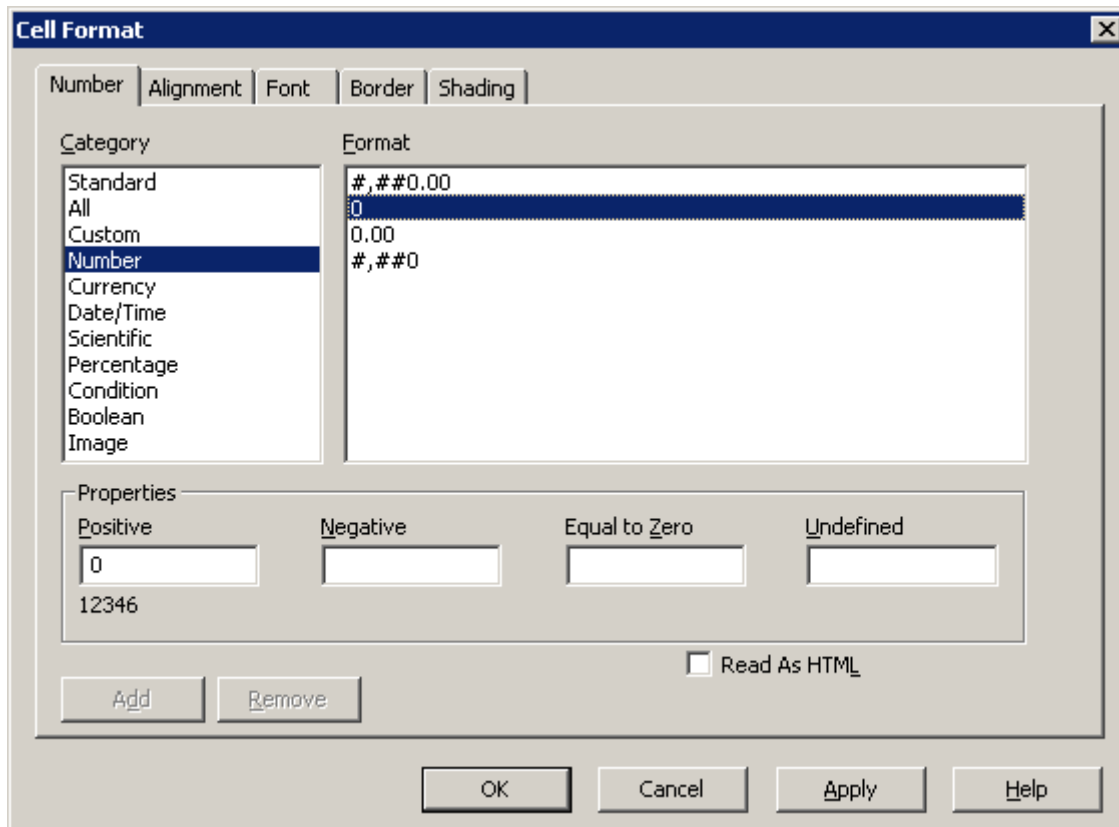 Cell Format
Number Alignment Font Border Shading
Category Format
Standard
All
Custom
Number
Currency
Date/Time
Scientific
Percentage
Condition
Boolean
Image
#,##0.00
0
0.00
#,##0
Properties
Positive Negative Equal to Zero Undefined
0
12346
Read As HTML
Add Remove
OK Cancel Apply Help